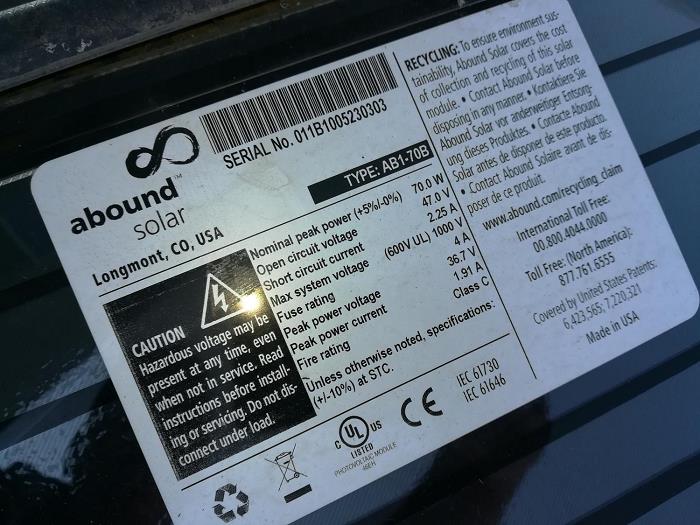 abound™
solar
Longmont, CO, USA
SERIAL No. 011B1005230303
TYPE: AB1-70B
Nominal peak power (+5%/-0%) 70.0 W
Open circuit voltage 47.0 V
Short circuit current 2.25 A
Max system voltage (600V UL) 1000 V
Fuse rating 4 A
Peak power voltage 36.7 V
Peak power current 1.91 A
Fire rating Class C
Unless otherwise noted, specifications:
(+/-10%) at STC.
CAUTION
Hazardous voltage may be
present at any time, even
when not in service. Read
instructions before install-
ing or servicing. Do not dis-
connect under load.
C UL US
LISTED
PHOTOVOLTAIC MODULE
46EH
CE
IEC 61730
IEC 61646
RECYCLING: To ensure environment sus-
tainability, Abound Solar covers the cost
of collection and recycling of this solar
module. • Contact Abound Solar before
disposing in any manner. • Kontaktiere Sie
Abound Solar vor anderweitiger Entsorg-
ung dieses Produktes. • Contacte Abound
Solar antes de disponer de este producto.
• Contact Abound Solaire avant de dis-
poser de ce produit.
www.abound.com/recycling_claim
International Toll Free:
00.800.4044.0000
Toll Free: (North America):
877.761.6555
Covered by United States Patents:
6,423,565, 7,220,321
Made in USA